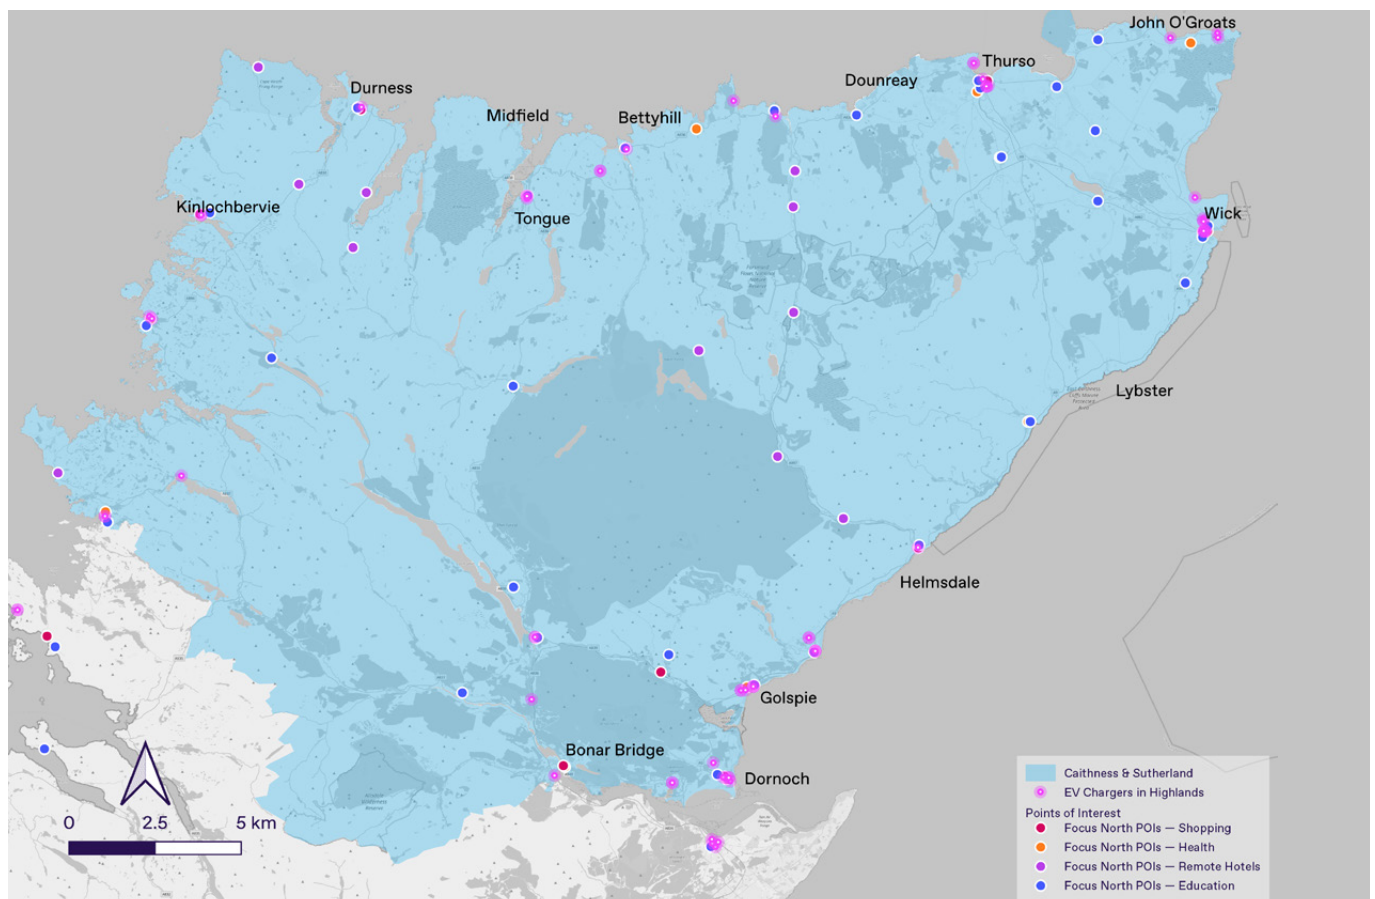 John O'Groats
Thurso
Durness
Dounreay
Midfield
Bettyhill
Kinlochbervie
Tongue
Wick
Lybster
Helmsdale
Golspie
Bonar Bridge
Dornoch
0 2.5 5 km
Caithness & Sutherland
EV Chargers in Highlands
Points of Interest
Focus North POIs — Shopping
Focus North POIs — Health
Focus North POIs — Remote Hotels
Focus North POIs — Education